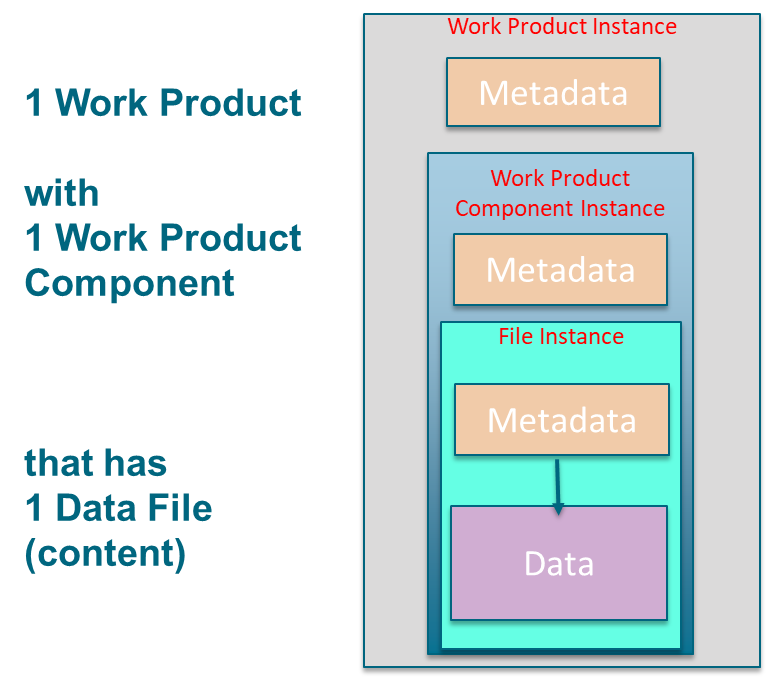 1 Work Product
with
1 Work Product
Component
that has
1 Data File
(content)
Work Product Instance
Metadata
Work Product
Component Instance
Metadata
File Instance
Metadata
Data